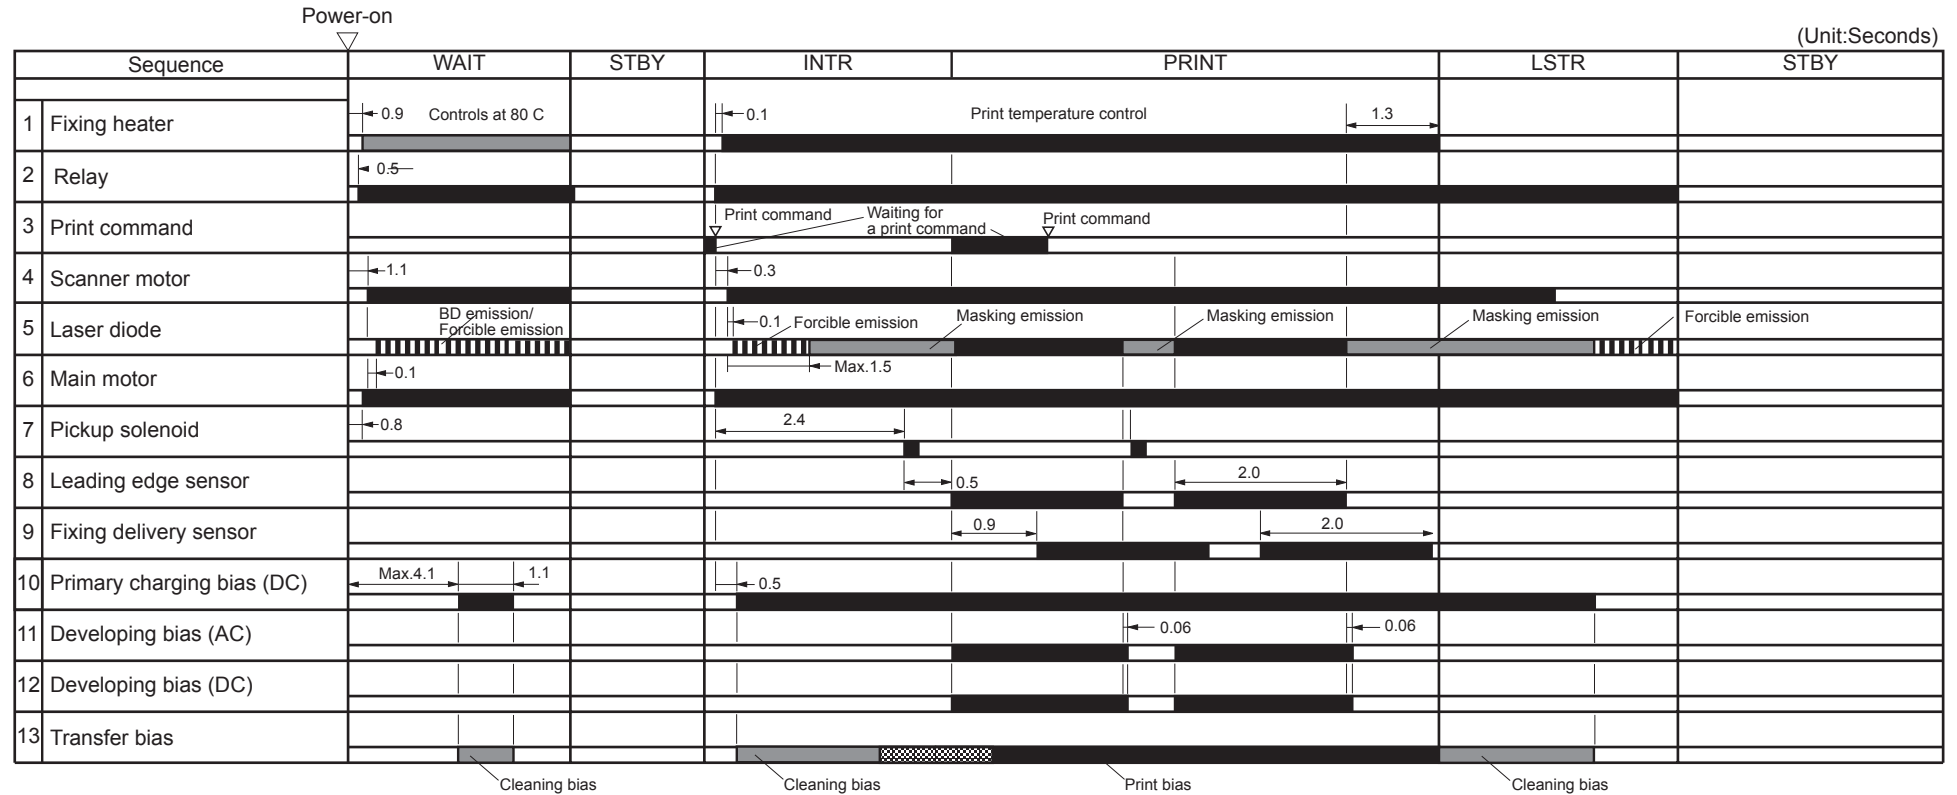 Power-on
(Unit:Seconds)
Sequence WAIT STBY INTR PRINT LSTR STBY
1 Fixing heater 0.9 Controls at 80 C 0.1 Print temperature control 1.3
2 Relay 0.5
3 Print command Print command Waiting for
a print command Print command
4 Scanner motor 1.1 0.3
5 Laser diode BD emission/
Forcible emission 0.1 Forcible emission Masking emission Masking emission Masking emission Forcible emission
6 Main motor 0.1 Max.1.5
7 Pickup solenoid 0.8 2.4
8 Leading edge sensor 0.5 2.0
9 Fixing delivery sensor 0.9 2.0
10 Primary charging bias (DC) Max.4.1 1.1 0.5
11 Developing bias (AC) 0.06 0.06
12 Developing bias (DC)
13 Transfer bias
Cleaning bias Cleaning bias Print bias Cleaning bias